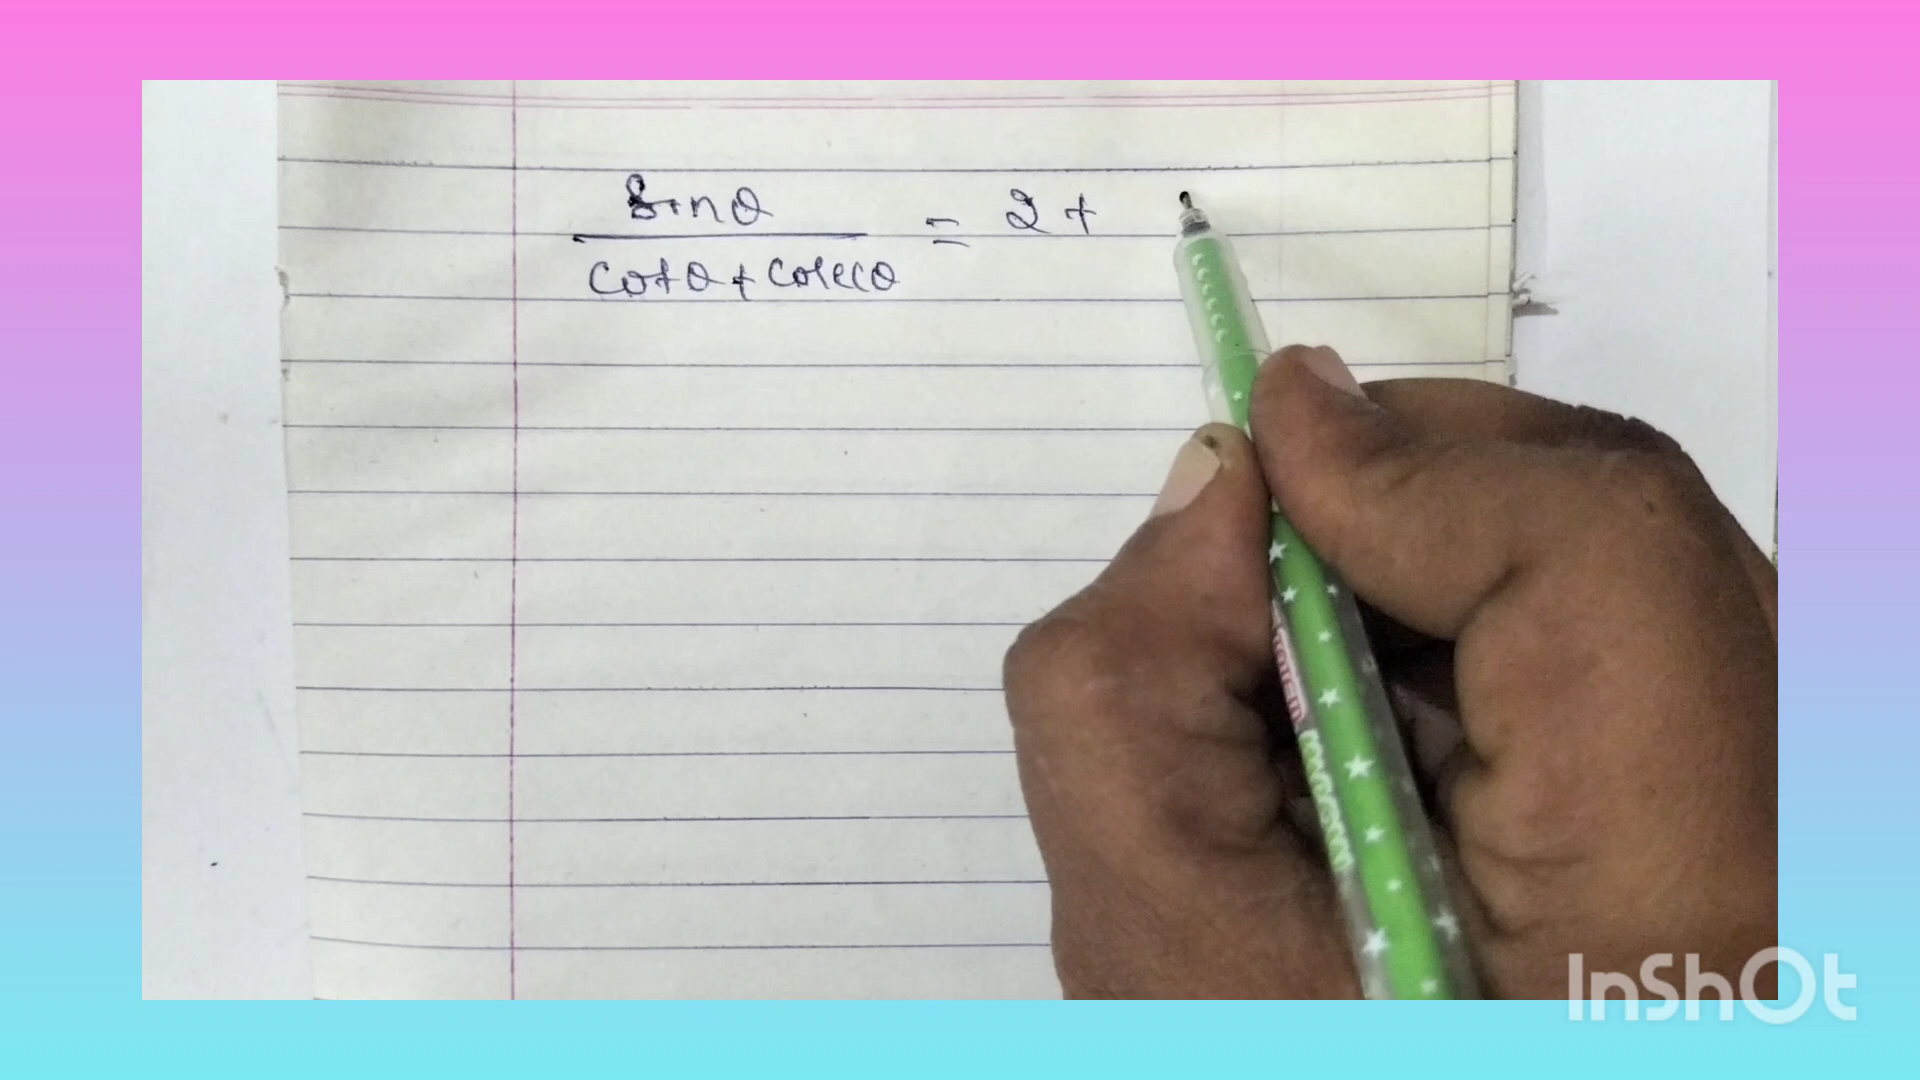 sinθ
——————
cotθ + cosecθ
= 2 +
InShOt